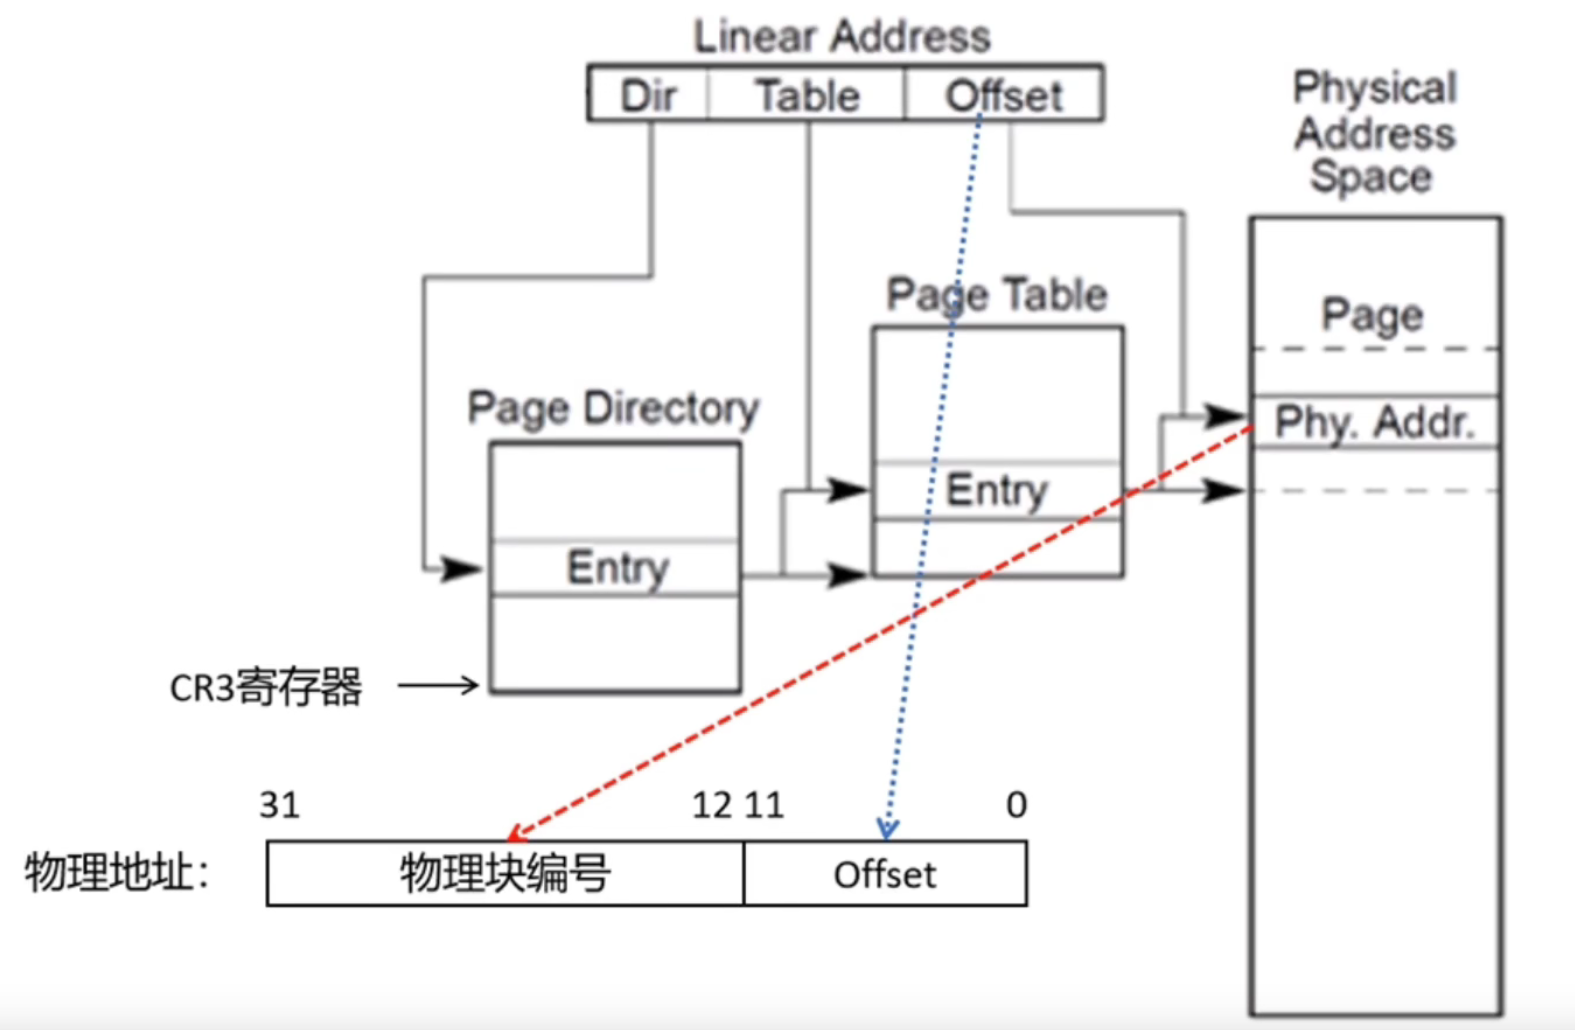 Linear Address
Dir Table Offset
Physical
Address
Space
Page Table
Page
Page Directory
Phy. Addr.
Entry
Entry
CR3寄存器
31 12 11 0
物理地址：
物理块编号 Offset